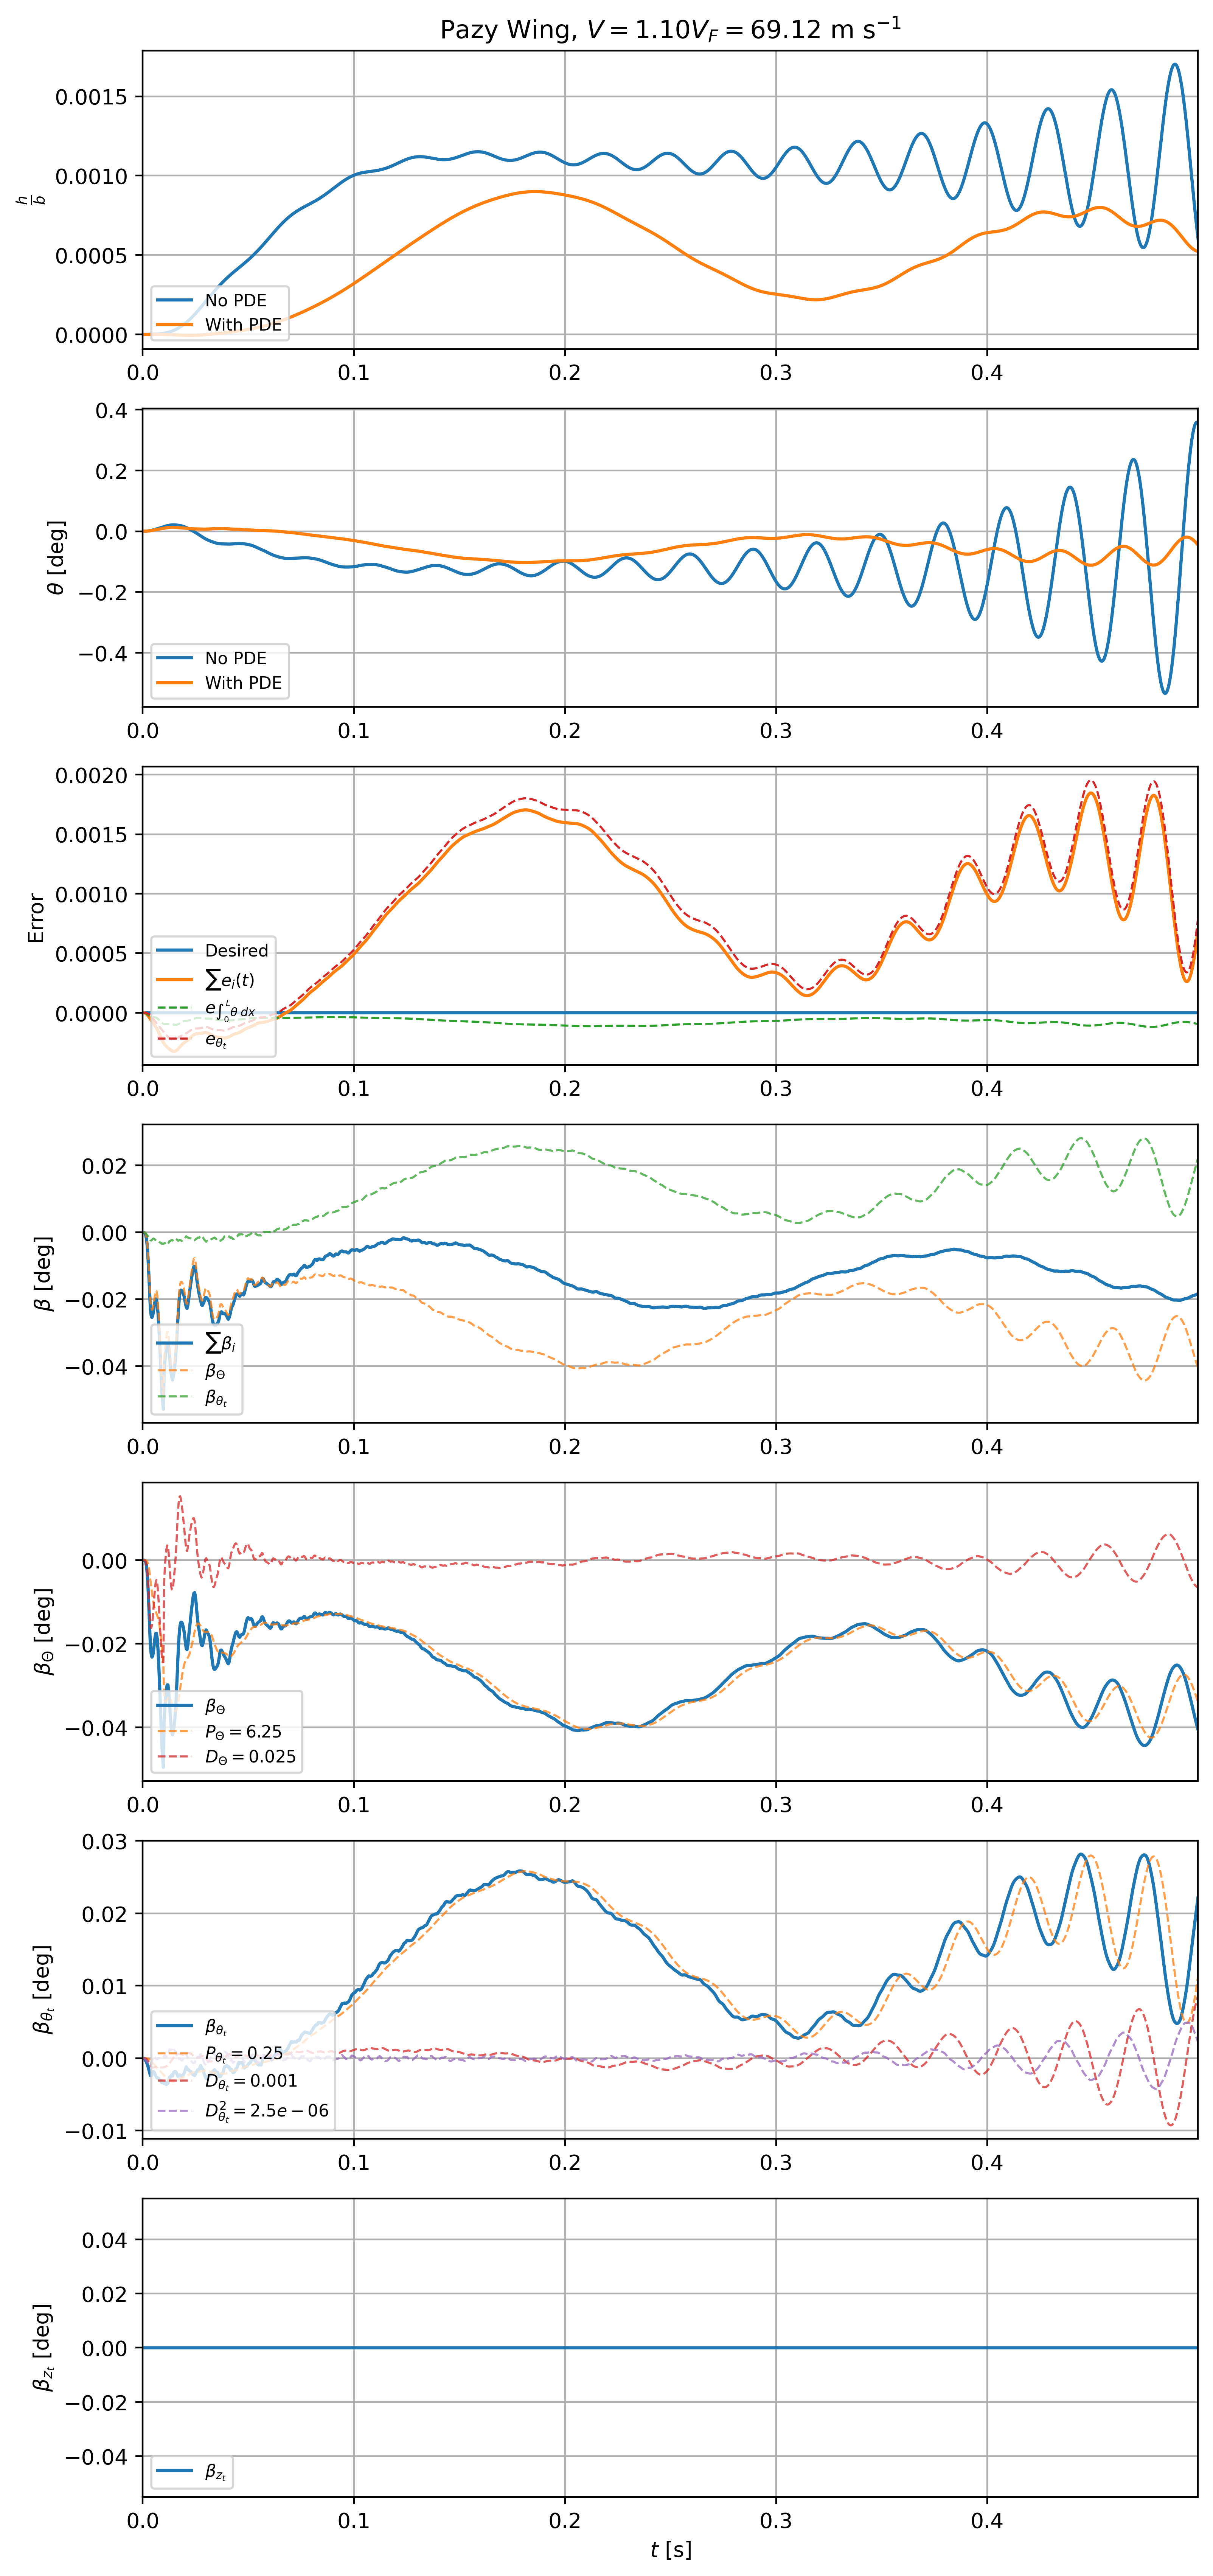 Pazy Wing, V = 1.10V_F = 69.12 m s⁻¹
0.0015
0.0010
0.0005
0.0000
h/b
No PDE
With PDE
0.0 0.1 0.2 0.3 0.4
0.4
0.2
0.0
−0.2
−0.4
θ [deg]
No PDE
With PDE
0.0 0.1 0.2 0.3 0.4
0.0020
0.0015
0.0010
0.0005
0.0000
Error
Desired
∑e_i(t)
e_{∫_0^L θ dx}
e_{θ_t}
0.0 0.1 0.2 0.3 0.4
0.02
0.00
−0.02
−0.04
β [deg]
∑β_i
β_Θ
β_{θ_t}
0.0 0.1 0.2 0.3 0.4
0.00
−0.02
−0.04
β_Θ [deg]
β_Θ
P_Θ = 6.25
D_Θ = 0.025
0.0 0.1 0.2 0.3 0.4
0.03
0.02
0.01
0.00
−0.01
β_{θ_t} [deg]
β_{θ_t}
P_{θ_t} = 0.25
D_{θ_t} = 0.001
D²_{θ_t} = 2.5e − 06
0.0 0.1 0.2 0.3 0.4
0.04
0.02
0.00
−0.02
−0.04
β_{z_t} [deg]
β_{z_t}
0.0 0.1 0.2 0.3 0.4
t [s]